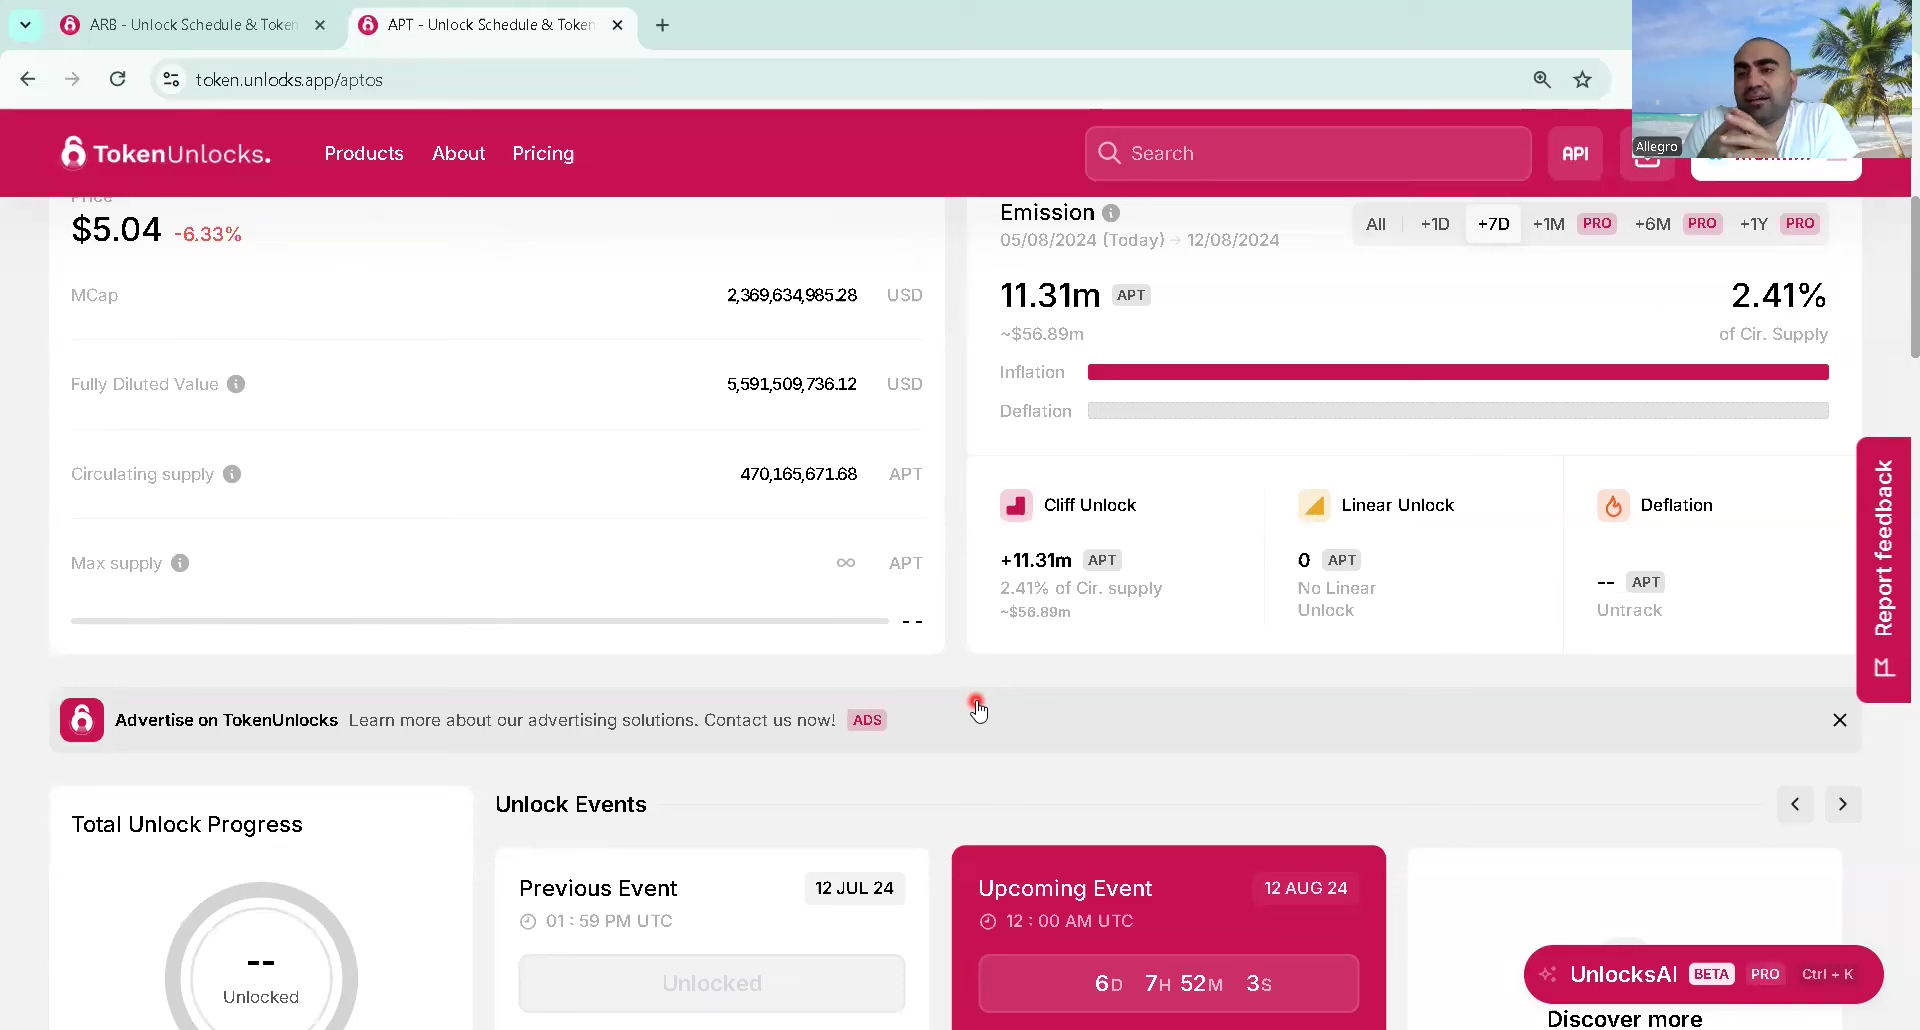 ARB - Unlock Schedule & Token
APT - Unlock Schedule & Token
token.unlocks.app/aptos
TokenUnlocks.
Products
About
Pricing
Search
API
Allegro
Price
$5.04 -6.33%
MCap 2,369,634,985.28 USD
Fully Diluted Value 5,591,509,736.12 USD
Circulating supply 470,165,671.68 APT
Max supply ∞ APT
--
Emission
05/08/2024 (Today) → 12/08/2024
All +1D +7D +1M PRO +6M PRO +1Y PRO
11.31m APT 2.41%
~$56.89m of Cir. Supply
Inflation
Deflation
Cliff Unlock
+11.31m APT
2.41% of Cir. supply
~$56.89m
Linear Unlock
0 APT
No Linear
Unlock
Deflation
-- APT
Untrack
Report feedback
Advertise on TokenUnlocks Learn more about our advertising solutions. Contact us now! ADS
Total Unlock Progress
--
Unlocked
Unlock Events
Previous Event 12 JUL 24
01 : 59 PM UTC
Unlocked
Upcoming Event 12 AUG 24
12 : 00 AM UTC
6D 7H 52M 3S
UnlocksAI BETA PRO Ctrl + K
Discover more